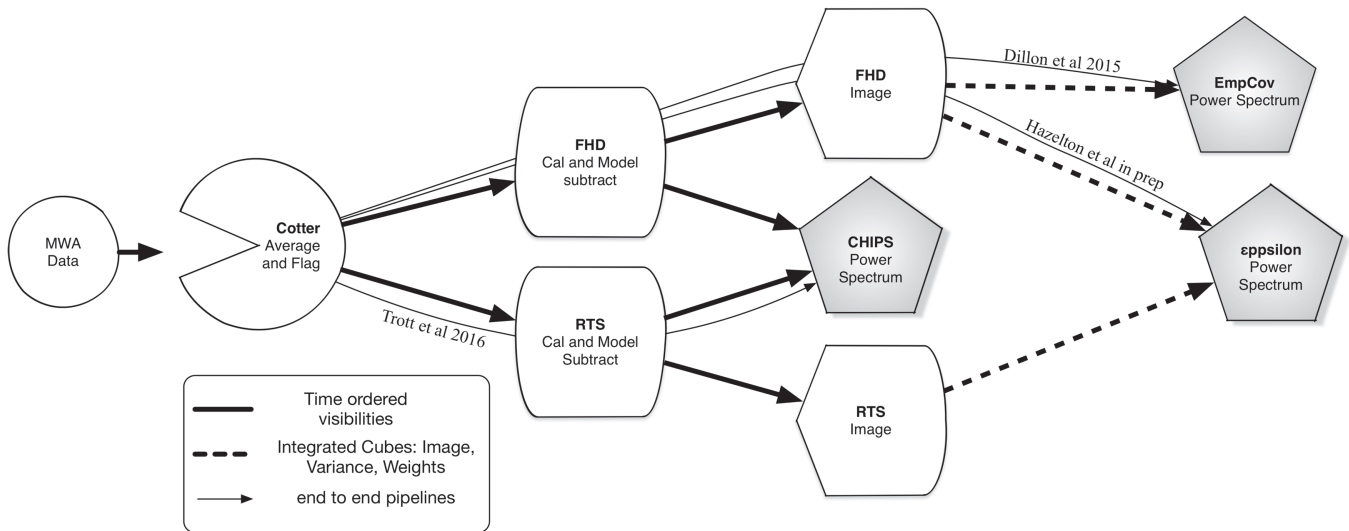 MWA
Data
Cotter
Average
and Flag
FHD
Cal and Model
subtract
RTS
Cal and Model
Subtract
Trott et al 2016
FHD
Image
CHIPS
Power
Spectrum
RTS
Image
Dillon et al 2015
Hazelton et al in prep
EmpCov
Power Spectrum
εppsilon
Power
Spectrum
Time ordered
visibilities
Integrated Cubes: Image,
Variance, Weights
end to end pipelines